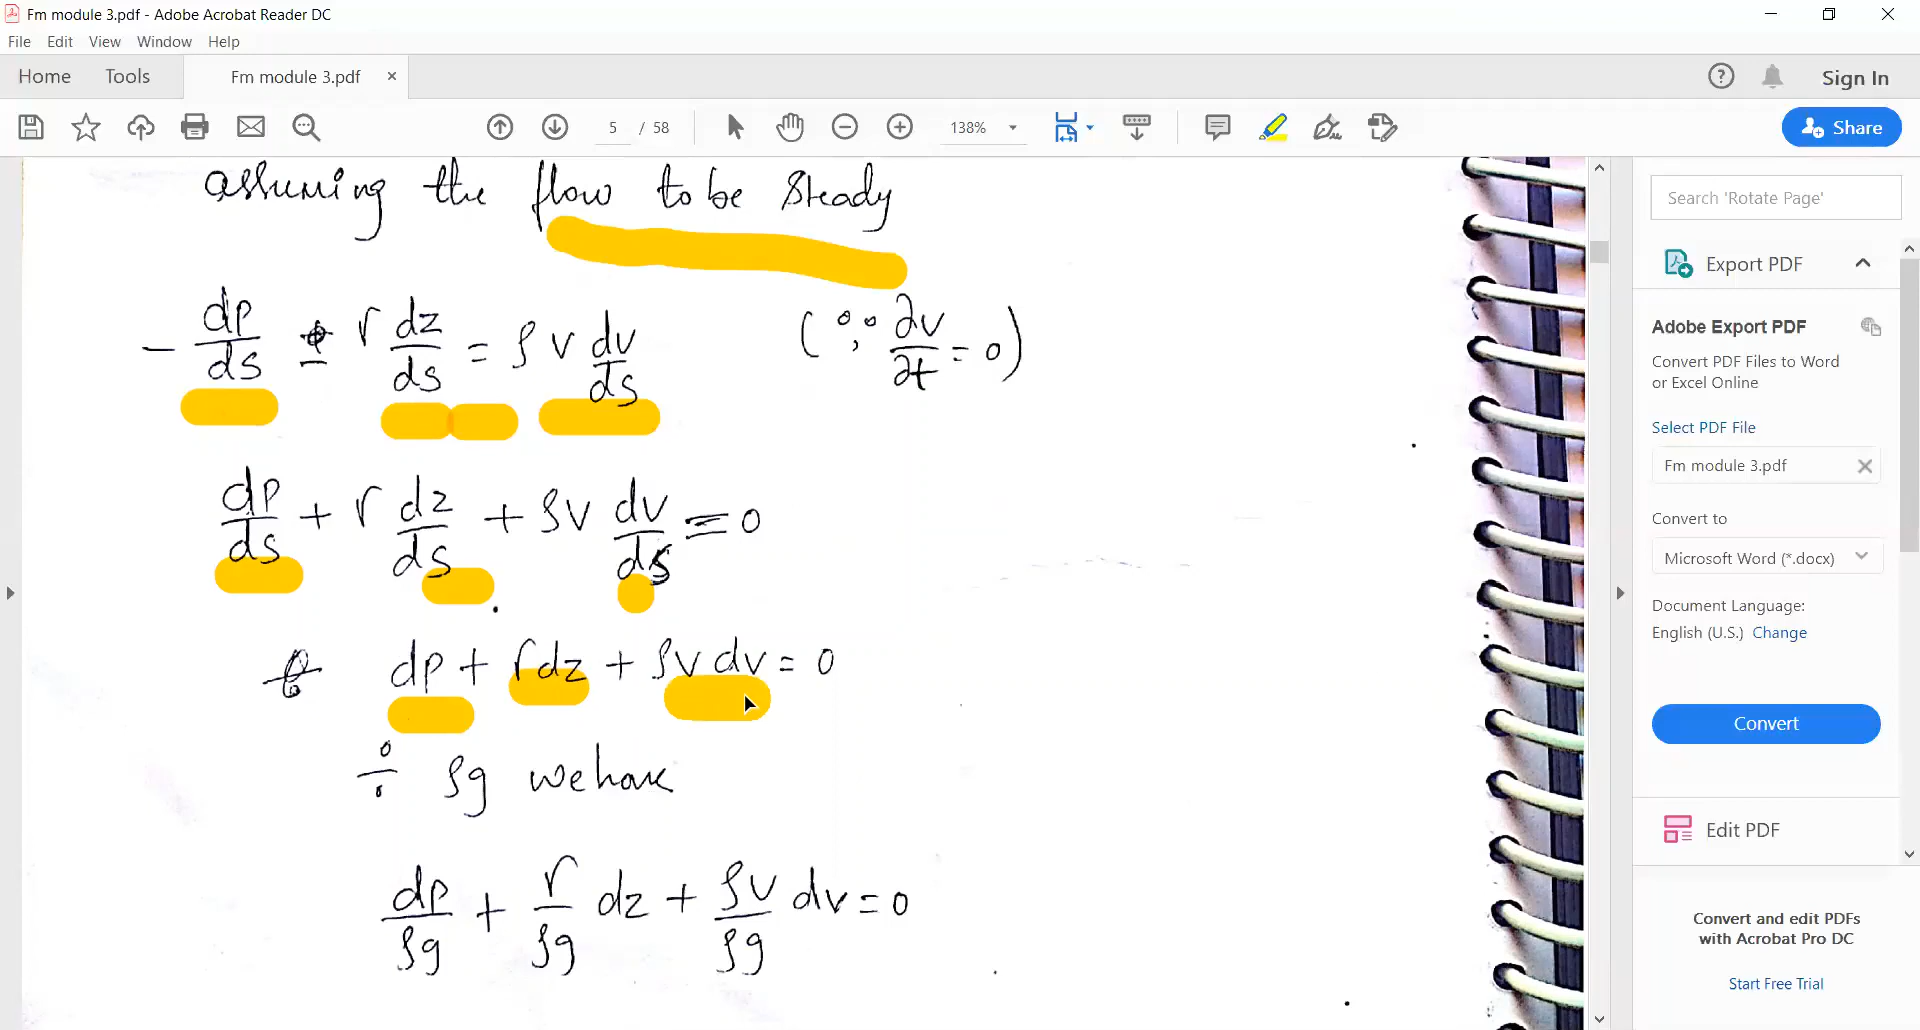 Fm module 3.pdf - Adobe Acrobat Reader DC
File Edit View Window Help
Home Tools Fm module 3.pdf × Sign In
5 / 58 138% Share
assuming the flow to be steady
- dp/ds - r dz/ds = ρ v dv/ds (∵ ∂v/∂t = 0)
dp/ds + r dz/ds + ρv dv/ds = 0
dp + rdz + ρv dv = 0
÷ ρg we have
dp/ρg + r/ρg dz + ρv/ρg dv = 0
Search 'Rotate Page'
Export PDF
Adobe Export PDF
Convert PDF Files to Word
or Excel Online
Select PDF File
Fm module 3.pdf
Convert to
Microsoft Word (*.docx)
Document Language:
English (U.S.) Change
Convert
Edit PDF
Convert and edit PDFs
with Acrobat Pro DC
Start Free Trial